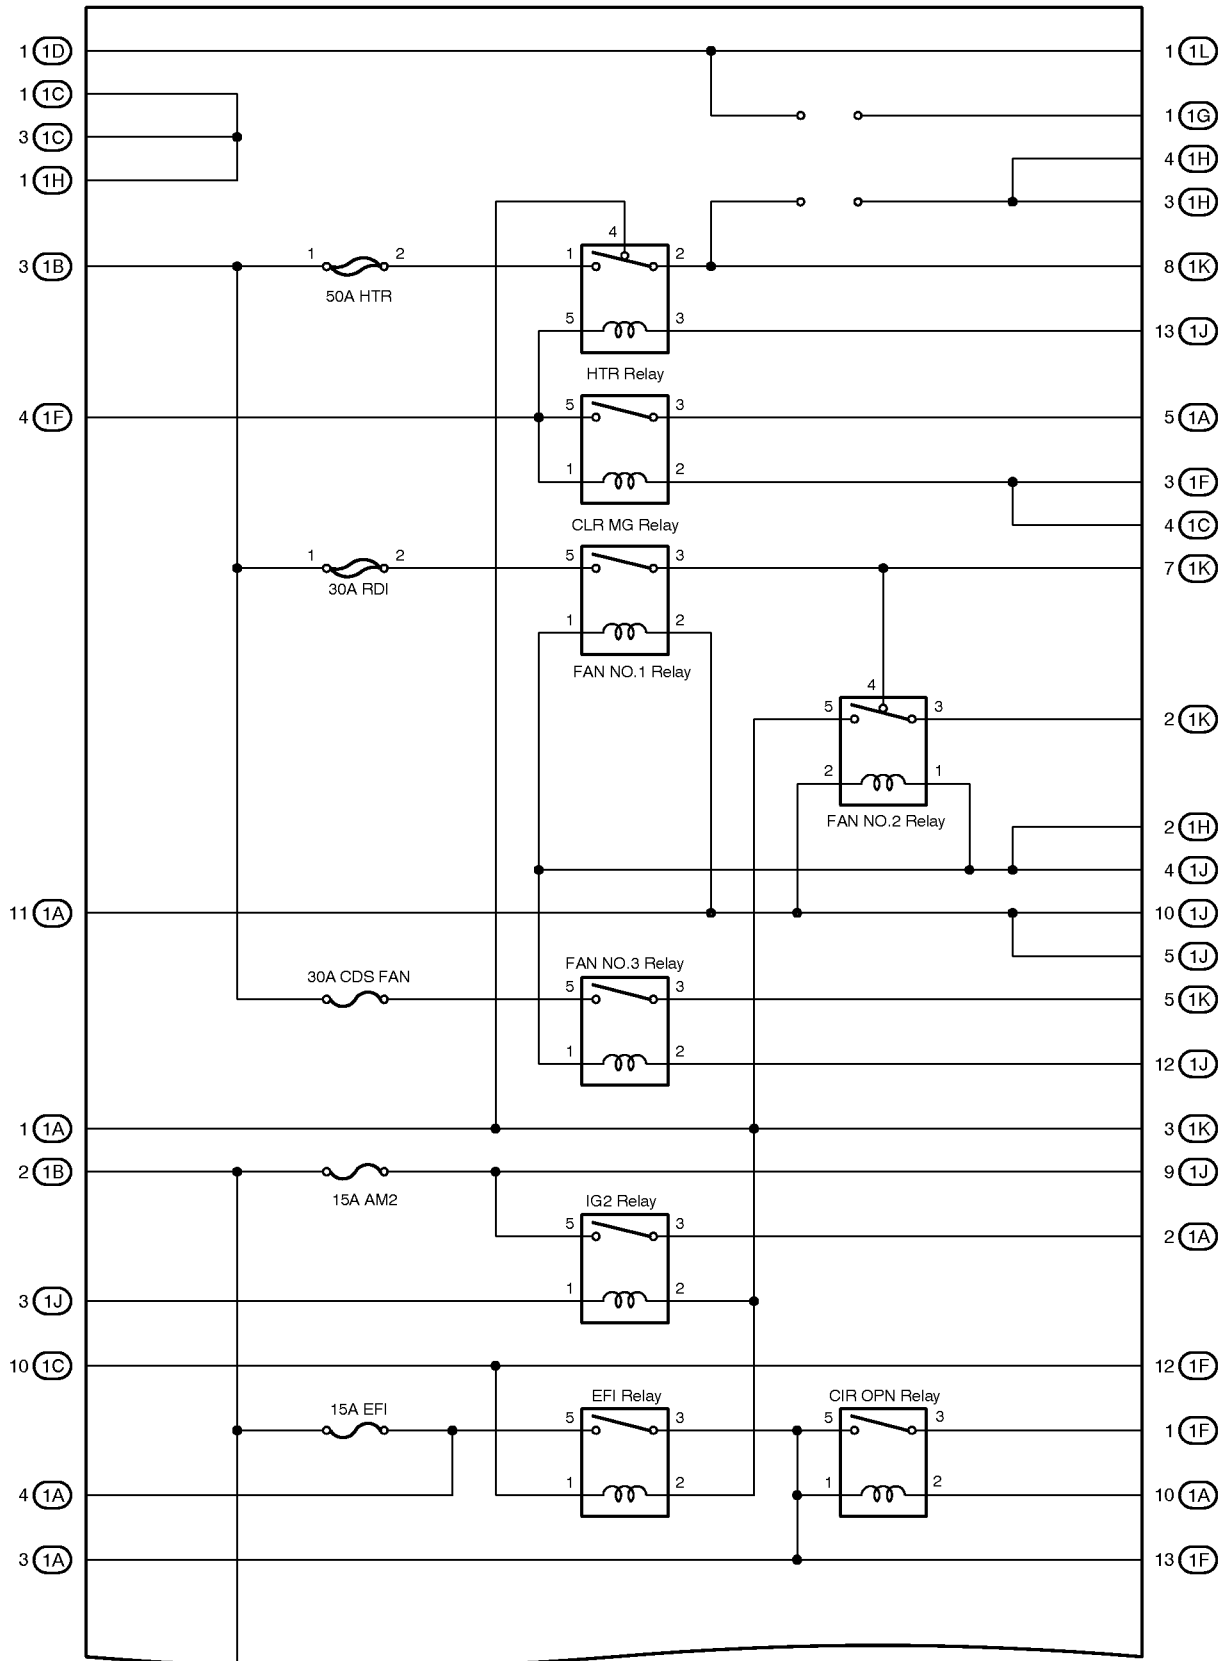 1 1D 1 1L
1 1C
1 1G
3 1C
4 1H
1 1H
3 1H
4
3 1B 1 2 1 2 8 1K
50A HTR
5 3 13 1J
HTR Relay
4 1F 5 3 5 1A
1 2 3 1F
CLR MG Relay 4 1C
1 2 5 3 7 1K
30A RDI
1 2
FAN NO.1 Relay
4
5 3 2 1K
2 1
FAN NO.2 Relay 2 1H
4 1J
11 1A 10 1J
5 1J
FAN NO.3 Relay
30A CDS FAN
5 3 5 1K
1 2 12 1J
1 1A 3 1K
2 1B 9 1J
15A AM2 IG2 Relay
5 3 2 1A
3 1J 1 2
10 1C 12 1F
EFI Relay CIR OPN Relay
15A EFI
5 3 5 3 1 1F
4 1A 1 2 1 2 10 1A
3 1A 13 1F